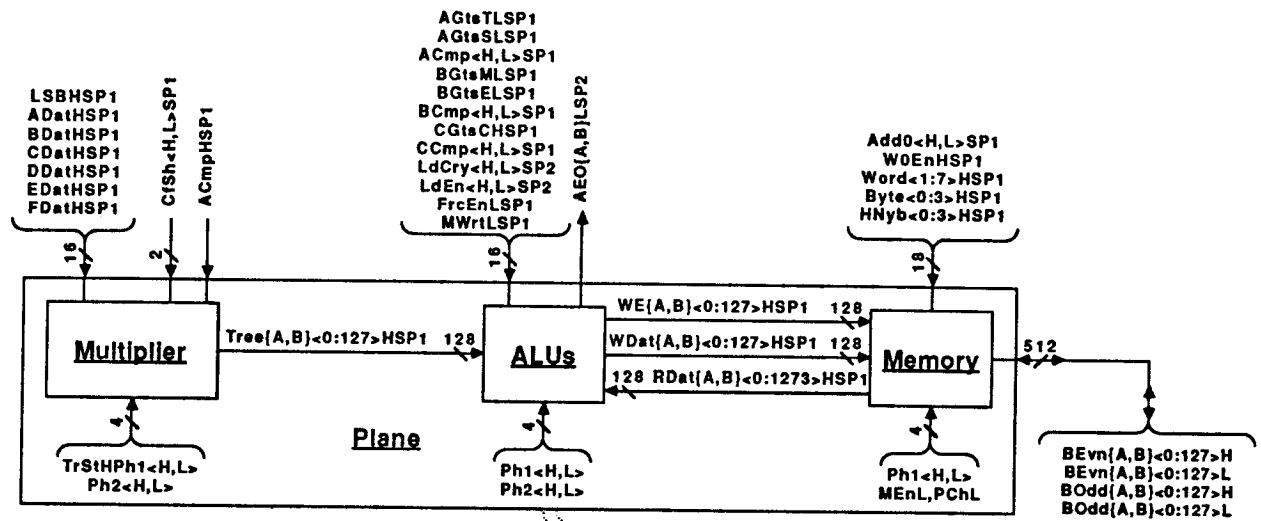 LSBHSP1
ADatHSP1
BDatHSP1
CDatHSP1
DDatHSP1
EDatHSP1
FDatHSP1
16
CfSh<H,L>SP1
2
ACmpHSP1
AGtsTLSP1
AGtsSLSP1
ACmp<H,L>SP1
BGtsMLSP1
BGtsELSP1
BCmp<H,L>SP1
CGtsCHSP1
CCmp<H,L>SP1
LdCry<H,L>SP2
LdEn<H,L>SP2
FrcEnLSP1
MWrtLSP1
16
AEO{A,B}LSP2
Add0<H,L>SP1
W0EnHSP1
Word<1:7>HSP1
Byte<0:3>HSP1
HNyb<0:3>HSP1
18
Multiplier
Tree{A,B}<0:127>HSP1 128
ALUs
WE{A,B}<0:127>HSP1 128
WDat{A,B}<0:127>HSP1 128
128 RDat{A,B}<0:1273>HSP1
Memory
512
4
TrStHPh1<H,L>
Ph2<H,L>
Plane
4
Ph1<H,L>
Ph2<H,L>
4
Ph1<H,L>
MEnL,PChL
BEvn{A,B}<0:127>H
BEvn{A,B}<0:127>L
BOdd{A,B}<0:127>H
BOdd{A,B}<0:127>L